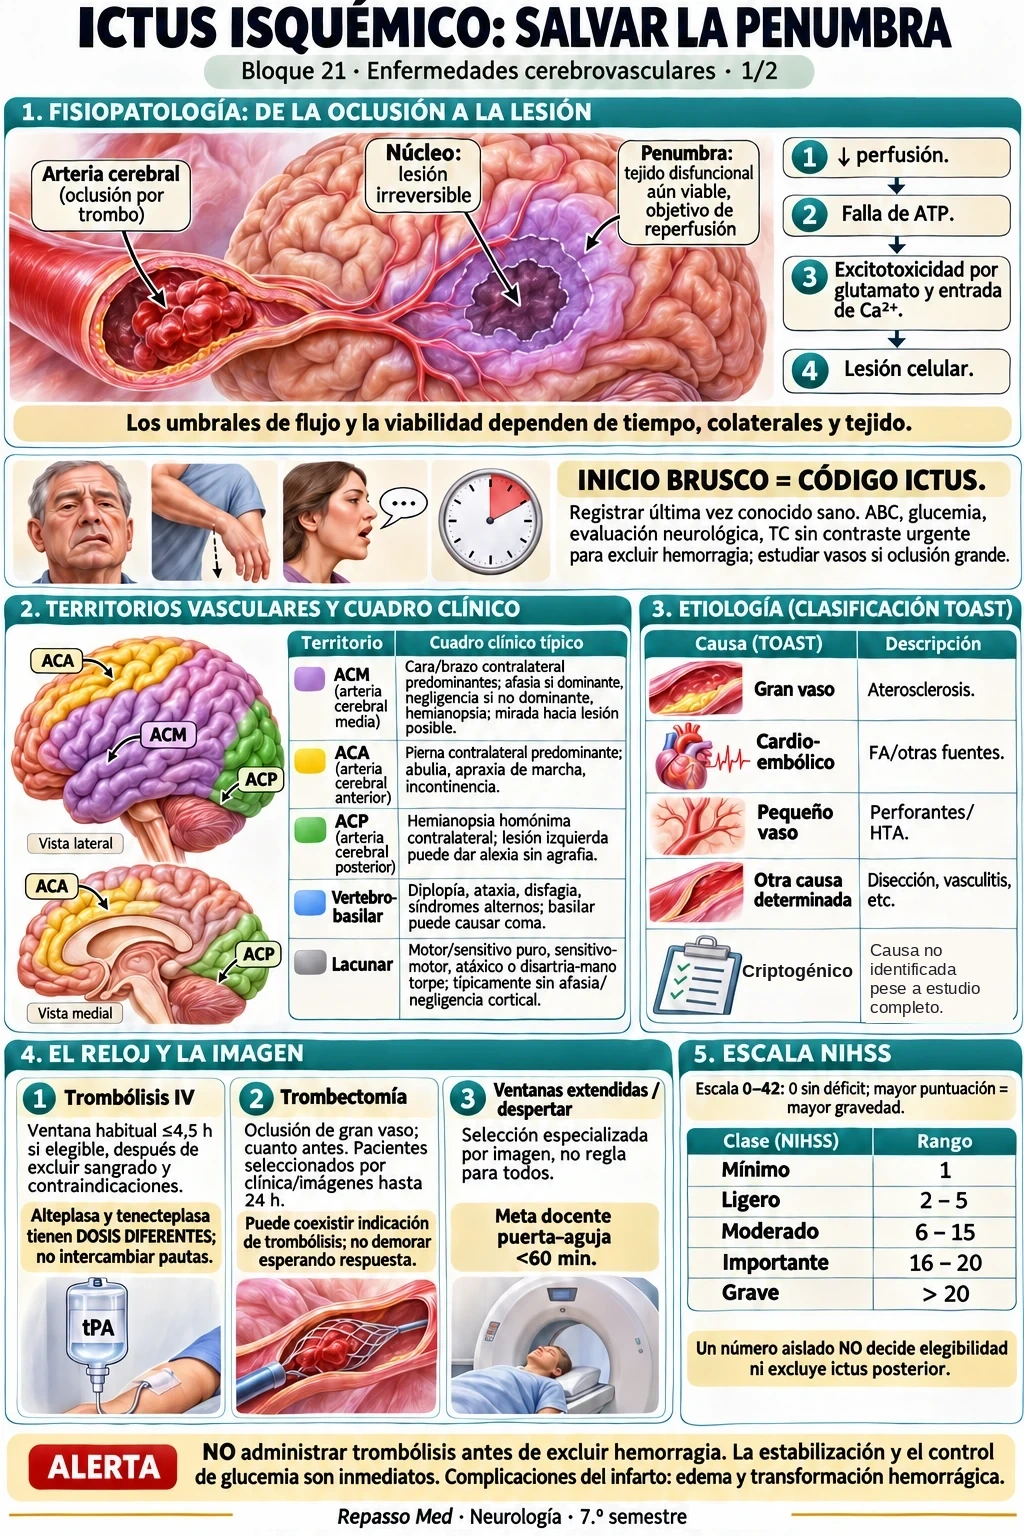 ICTUS ISQUÉMICO: SALVAR LA PENUMBRA
Bloque 21 · Enfermedades cerebrovasculares · 1/2
1. FISIOPATOLOGÍA: DE LA OCLUSIÓN A LA LESIÓN
Arteria cerebral
(oclusión por
trombo)
Núcleo:
lesión
irreversible
Penumbra:
tejido disfuncional
aún viable,
objetivo de
reperfusión
1 ↓ perfusión.
2 Falla de ATP.
3 Excitotoxicidad por
glutamato y entrada
de Ca²⁺.
4 Lesión celular.
Los umbrales de flujo y la viabilidad dependen de tiempo, colaterales y tejido.
INICIO BRUSCO = CÓDIGO ICTUS.
Registrar última vez conocido sano. ABC, glucemia,
evaluación neurológica, TC sin contraste urgente
para excluir hemorragia; estudiar vasos si oclusión grande.
2. TERRITORIOS VASCULARES Y CUADRO CLÍNICO
ACA
ACM
ACP
Vista lateral
ACA
ACP
Vista medial
Territorio
Cuadro clínico típico
ACM
(arteria
cerebral
media)
Cara/brazo contralateral
predominantes; afasia si dominante,
negligencia si no dominante,
hemianopsia; mirada hacia lesión
posible.
ACA
(arteria
cerebral
anterior)
Pierna contralateral predominante;
abulia, apraxia de marcha,
incontinencia.
ACP
(arteria
cerebral
posterior)
Hemianopsia homónima
contralateral; lesión izquierda
puede dar alexia sin agrafia.
Vertebro-
basilar
Diplopía, ataxia, disfagia,
síndromes alternos; basilar
puede causar coma.
Lacunar
Motor/sensitivo puro, sensitivo-
motor, atáxico o disartria-mano
torpe; típicamente sin afasia/
negligencia cortical.
3. ETIOLOGÍA (CLASIFICACIÓN TOAST)
Causa (TOAST)
Descripción
Gran vaso
Aterosclerosis.
Cardio-
embólico
FA/otras fuentes.
Pequeño
vaso
Perforantes/
HTA.
Otra causa
determinada
Disección, vasculitis,
etc.
Criptogénico
Causa no
identificada
pese a estudio
completo.
4. EL RELOJ Y LA IMAGEN
1 Trombólisis IV
Ventana habitual ≤4,5 h
si elegible, después de
excluir sangrado y
contraindicaciones.
Alteplasa y tenecteplasa
tienen DOSIS DIFERENTES;
no intercambiar pautas.
tPA
2 Trombectomía
Oclusión de gran vaso;
cuanto antes. Pacientes
seleccionados por
clínica/imágenes hasta
24 h.
Puede coexistir indicación
de trombólisis; no demorar
esperando respuesta.
3 Ventanas extendidas /
despertar
Selección especializada
por imagen, no regla
para todos.
Meta docente
puerta-aguja
<60 min.
5. ESCALA NIHSS
Escala 0–42: 0 sin déficit; mayor puntuación =
mayor gravedad.
Clase (NIHSS)
Rango
Mínimo
1
Ligero
2 – 5
Moderado
6 – 15
Importante
16 – 20
Grave
> 20
Un número aislado NO decide elegibilidad
ni excluye ictus posterior.
ALERTA
NO administrar trombólisis antes de excluir hemorragia. La estabilización y el control
de glucemia son inmediatos. Complicaciones del infarto: edema y transformación hemorrágica.
Repasso Med · Neurología · 7.º semestre